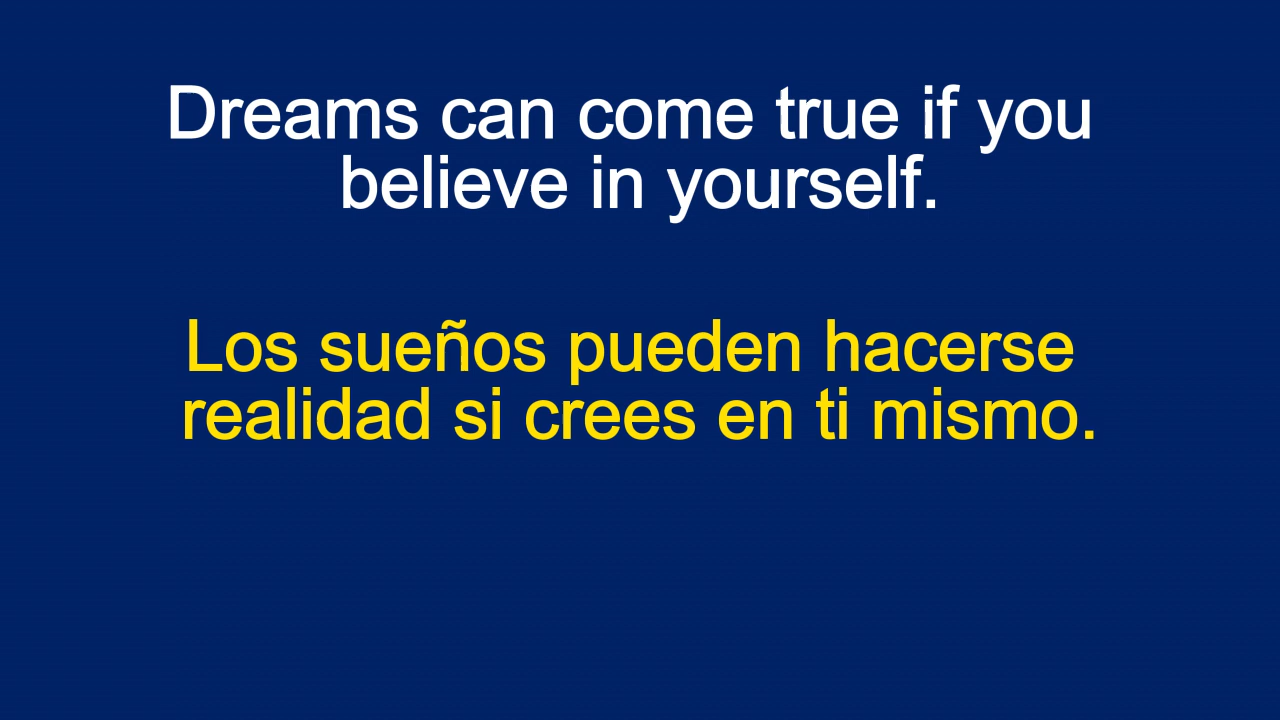 Dreams can come true if you
believe in yourself.
Los sueños pueden hacerse
realidad si crees en ti mismo.